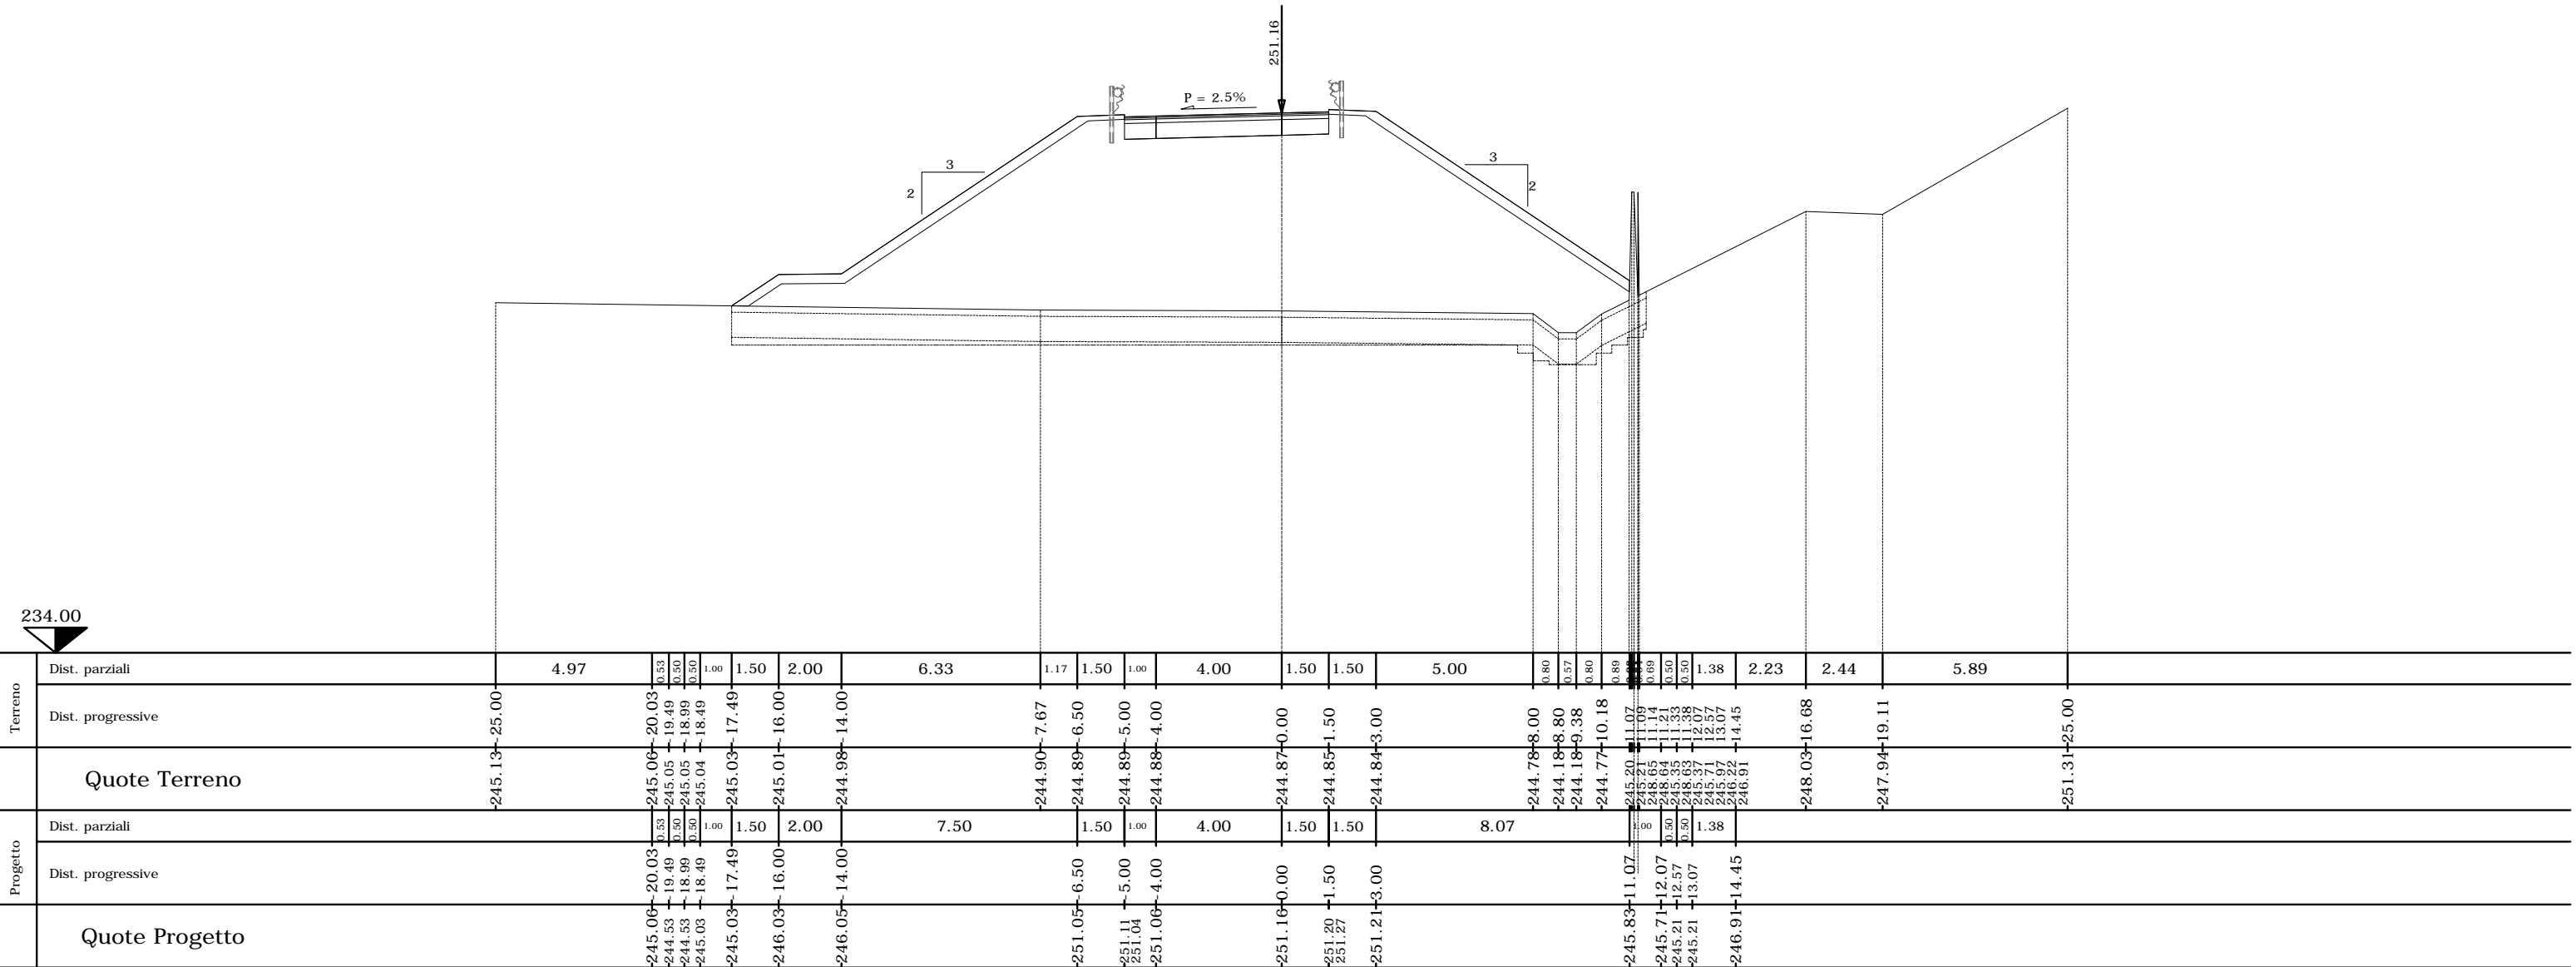 251.16
P = 2.5%
3
2
3
2
234.00
Terreno
Dist. parziali
4.97 0.53 0.50 0.50 1.00 1.50 2.00 6.33 1.17 1.50 1.00 4.00 1.50 1.50 5.00 0.80 0.57 0.80 0.89 0.69 0.50 0.50 1.38 2.23 2.44 5.89
Dist. progressive
-25.00 -20.03 -19.49 -18.99 -18.49 -17.49 -16.00 -14.00 -7.67 -6.50 -5.00 -4.00 0.00 1.50 3.00 8.00 8.80 9.38 10.18 11.07 11.09 11.14 11.21 11.33 11.38 12.07 12.57 13.07 14.45 16.68 19.11 25.00
Quote Terreno
245.13 245.06 245.05 245.05 245.04 245.03 245.01 244.98 244.90 244.89 244.89 244.88 244.87 244.85 244.84 244.78 244.18 244.18 244.77 245.20 245.21 248.65 248.64 245.35 248.63 245.37 245.71 245.97 246.22 246.91 248.03 247.94 251.31
Progetto
Dist. parziali
0.53 0.50 0.50 1.00 1.50 2.00 7.50 1.50 1.00 4.00 1.50 1.50 8.07 1.00 0.50 0.50 1.38
Dist. progressive
-20.03 -19.49 -18.99 -18.49 -17.49 -16.00 -14.00 -6.50 -5.00 -4.00 0.00 1.50 3.00 11.07 12.07 12.57 13.07 14.45
Quote Progetto
245.06 244.53 244.53 245.03 245.03 246.03 246.05 251.05 251.11 251.04 251.06 251.16 251.20 251.27 251.21 245.83 245.71 245.21 245.21 246.91